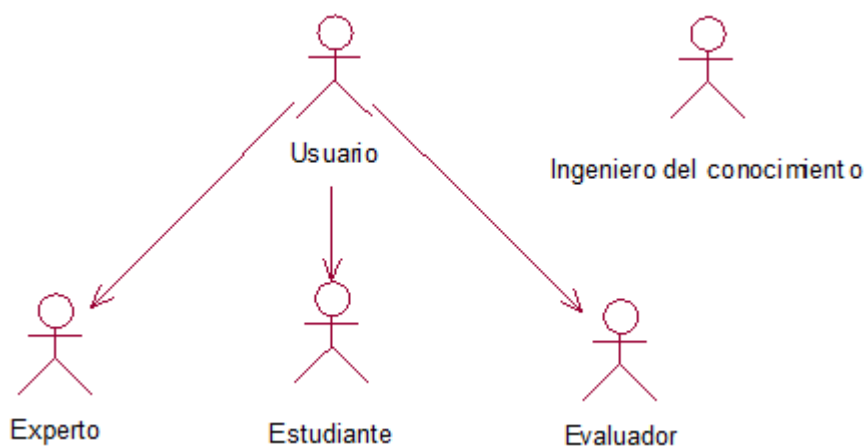 Usuario
Ingeniero del conocimiento
Experto
Estudiante
Evaluador